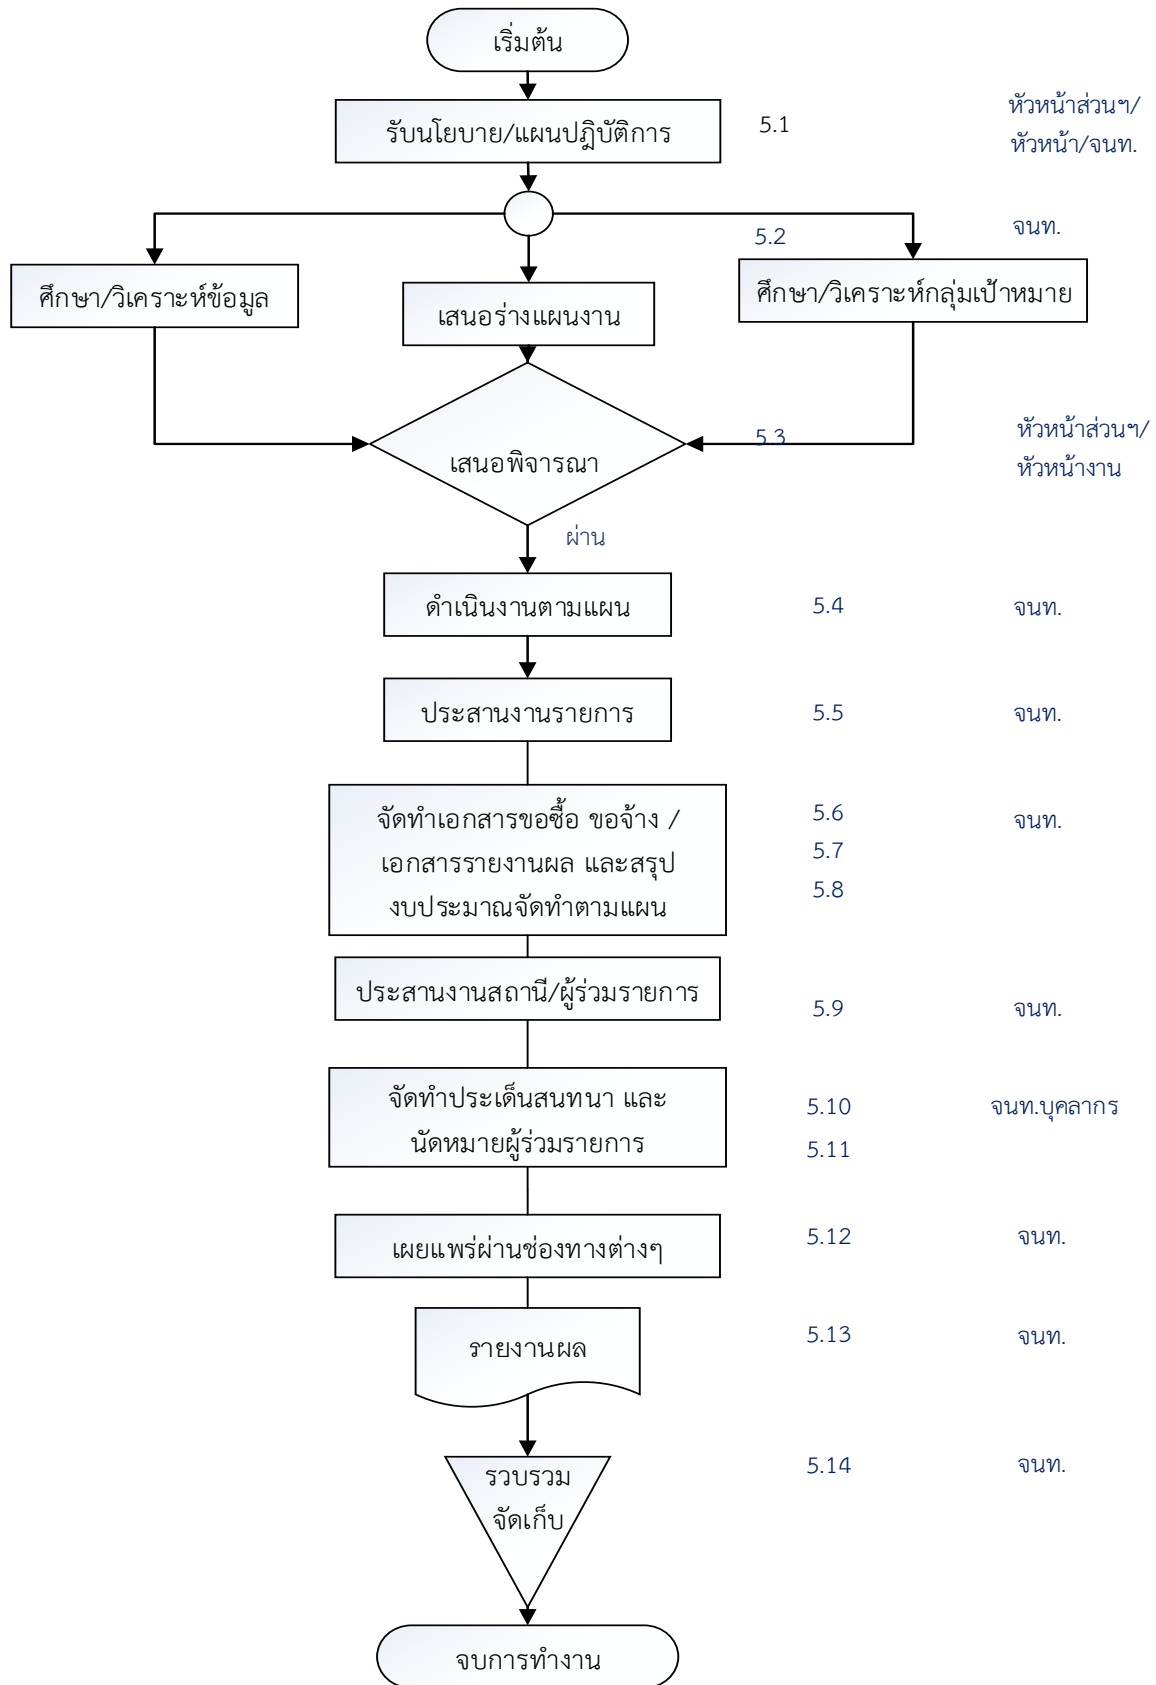 เริ่มต้น
รับนโยบาย/แผนปฎิบัติการ
5.1
หัวหน้าส่วนฯ/
หัวหน้า/จนท.
5.2
จนท.
ศึกษา/วิเคราะห์ข้อมูล
เสนอร่างแผนงาน
ศึกษา/วิเคราะห์กลุ่มเป้าหมาย
เสนอพิจารณา
5.3
หัวหน้าส่วนฯ/
หัวหน้างาน
ผ่าน
ดำเนินงานตามแผน
5.4
จนท.
ประสานงานรายการ
5.5
จนท.
จัดทำเอกสารขอซื้อ ขอจ้าง /
เอกสารรายงานผล และสรุป
งบประมาณจัดทำตามแผน
5.6
5.7
5.8
จนท.
ประสานงานสถานี/ผู้ร่วมรายการ
5.9
จนท.
จัดทำประเด็นสนทนา และ
นัดหมายผู้ร่วมรายการ
5.10
5.11
จนท.บุคลากร
เผยแพร่ผ่านช่องทางต่างๆ
5.12
จนท.
รายงานผล
5.13
จนท.
รวบรวม
จัดเก็บ
5.14
จนท.
จบการทำงาน